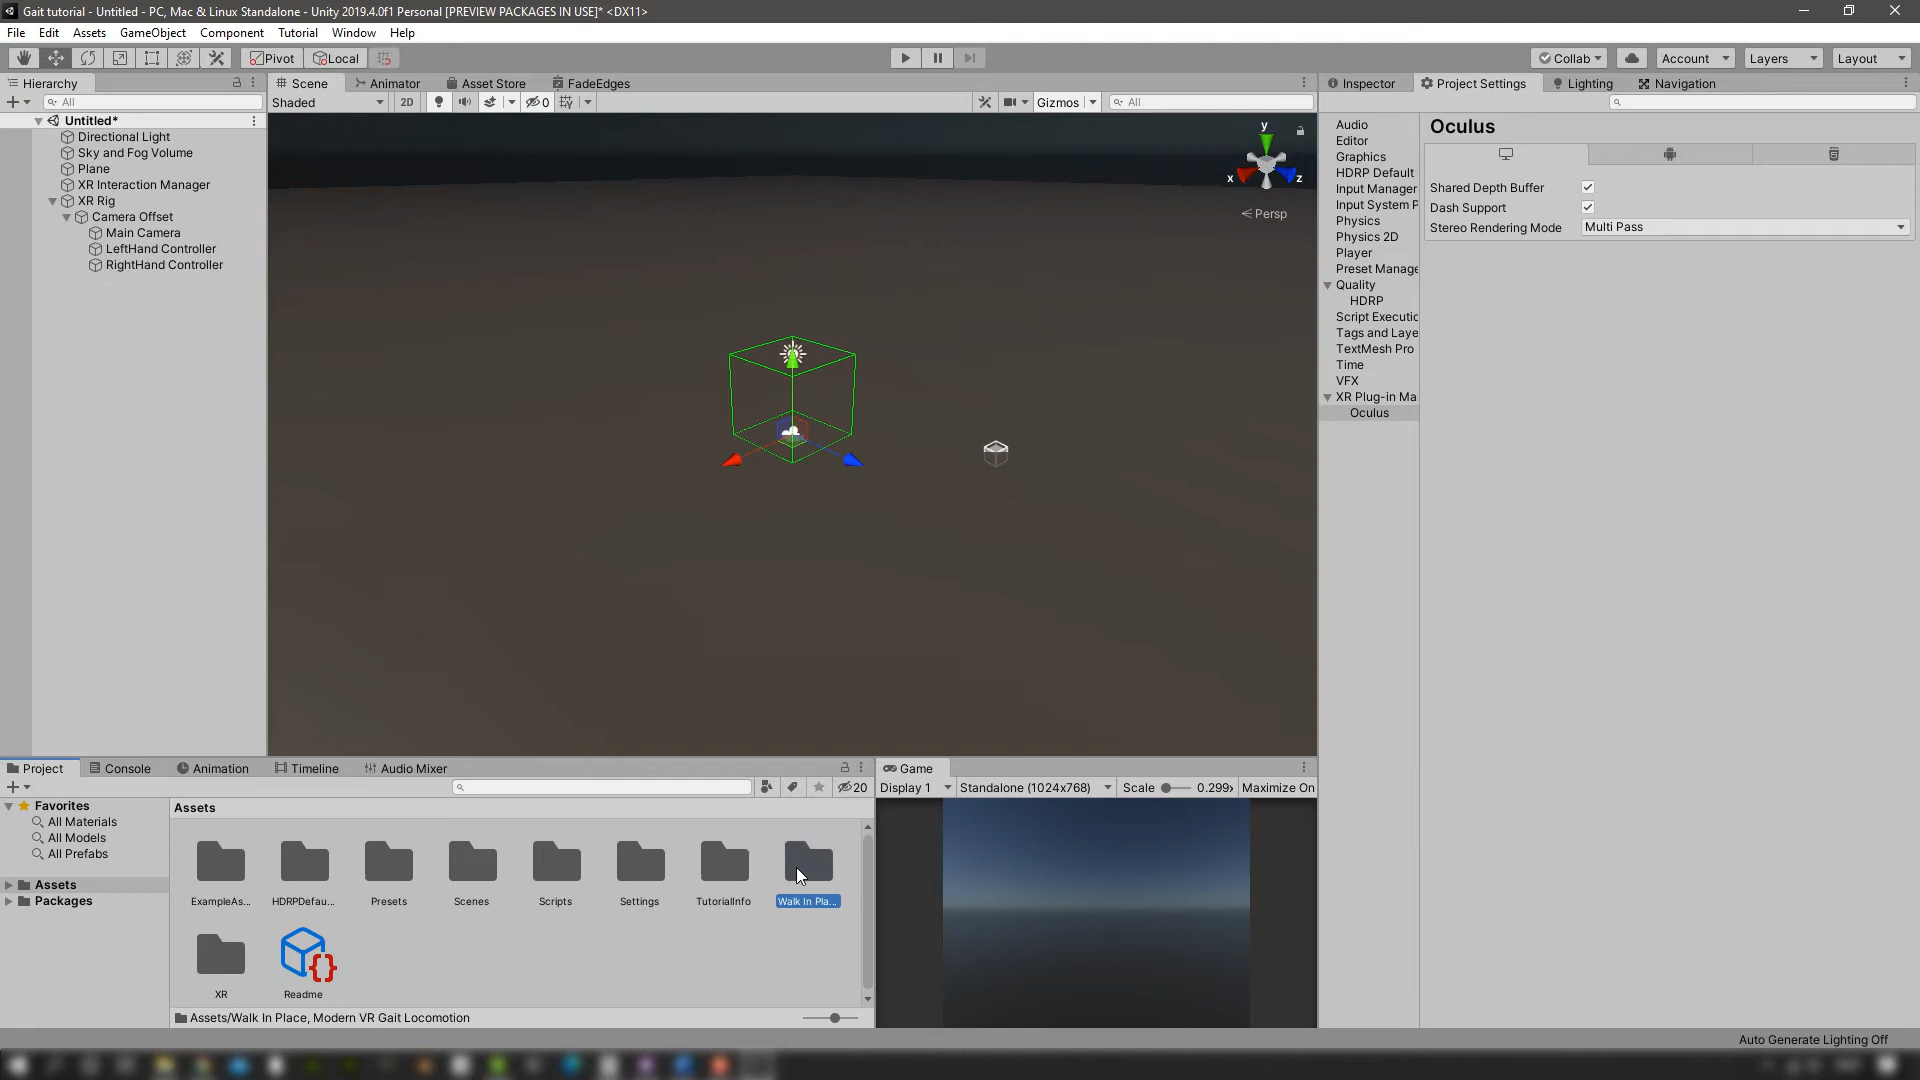 Gait tutorial - Untitled - PC, Mac & Linux Standalone - Unity 2019.4.0f1 Personal [PREVIEW PACKAGES IN USE]* <DX11>
File Edit Assets GameObject Component Tutorial Window Help
Pivot Local Collab Account Layers Layout
Hierarchy
All
Untitled*
Directional Light
Sky and Fog Volume
Plane
XR Interaction Manager
XR Rig
Camera Offset
Main Camera
LeftHand Controller
RightHand Controller
Scene Animator Asset Store FadeEdges
Shaded 2D 0 Gizmos All
y
x z
Persp
Inspector Project Settings Lighting Navigation
Audio
Editor
Graphics
HDRP Default
Input Manager
Input System P
Physics
Physics 2D
Player
Preset Manage
Quality
HDRP
Script Executic
Tags and Laye
TextMesh Pro
Time
VFX
XR Plug-in Ma
Oculus
Oculus
Shared Depth Buffer
Dash Support
Stereo Rendering Mode Multi Pass
Project Console Animation Timeline Audio Mixer
20
Favorites
All Materials
All Models
All Prefabs
Assets
Packages
Assets
ExampleAs... HDRPDefau... Presets Scenes Scripts Settings TutorialInfo Walk In Pla...
XR Readme
Assets/Walk In Place, Modern VR Gait Locomotion
Game
Display 1 Standalone (1024x768) Scale 0.299x Maximize On
Auto Generate Lighting Off